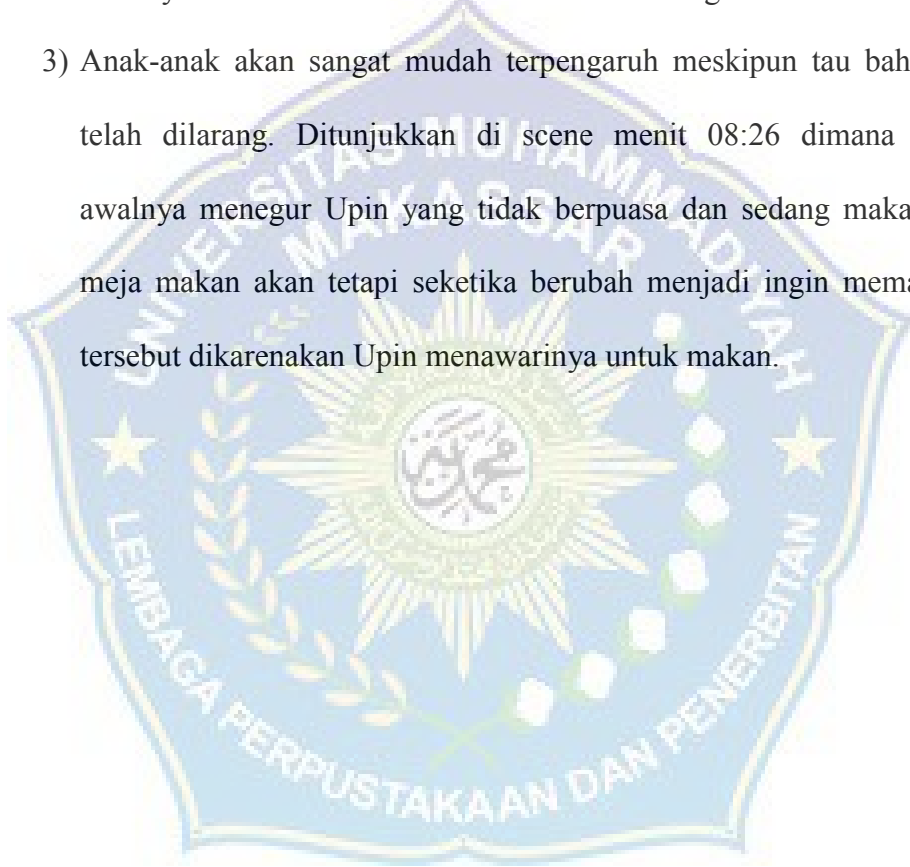 3) Anak-anak akan sangat mudah terpengaruh meskipun tau bah
telah dilarang. Ditunjukkan di scene menit 08:26 dimana
awalnya menegur Upin yang tidak berpuasa dan sedang maka
meja makan akan tetapi seketika berubah menjadi ingin mema
tersebut dikarenakan Upin menawarinya untuk makan.
UNIVERSITAS MUHAMMADIYAH
MAKASSAR
محمد
LEMBAGA PERPUSTAKAAN DAN PENERBITAN